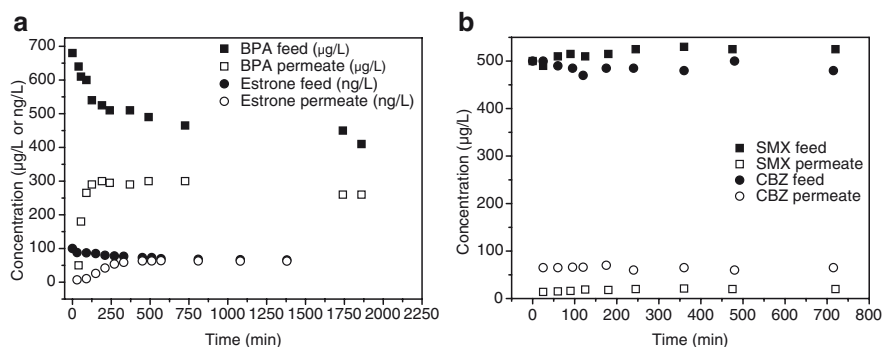 a
Concentration (µg/L or ng/L)
700
600
500
400
300
200
100
0
BPA feed (µg/L)
BPA permeate (µg/L)
Estrone feed (ng/L)
Estrone permeate (ng/L)
0 250 500 750 1000 1250 1500 1750 2000 2250
Time (min)
b
Concentration (µg/L)
500
400
300
200
100
50
0
SMX feed
SMX permeate
CBZ feed
CBZ permeate
0 100 200 300 400 500 600 700 800
Time (min)